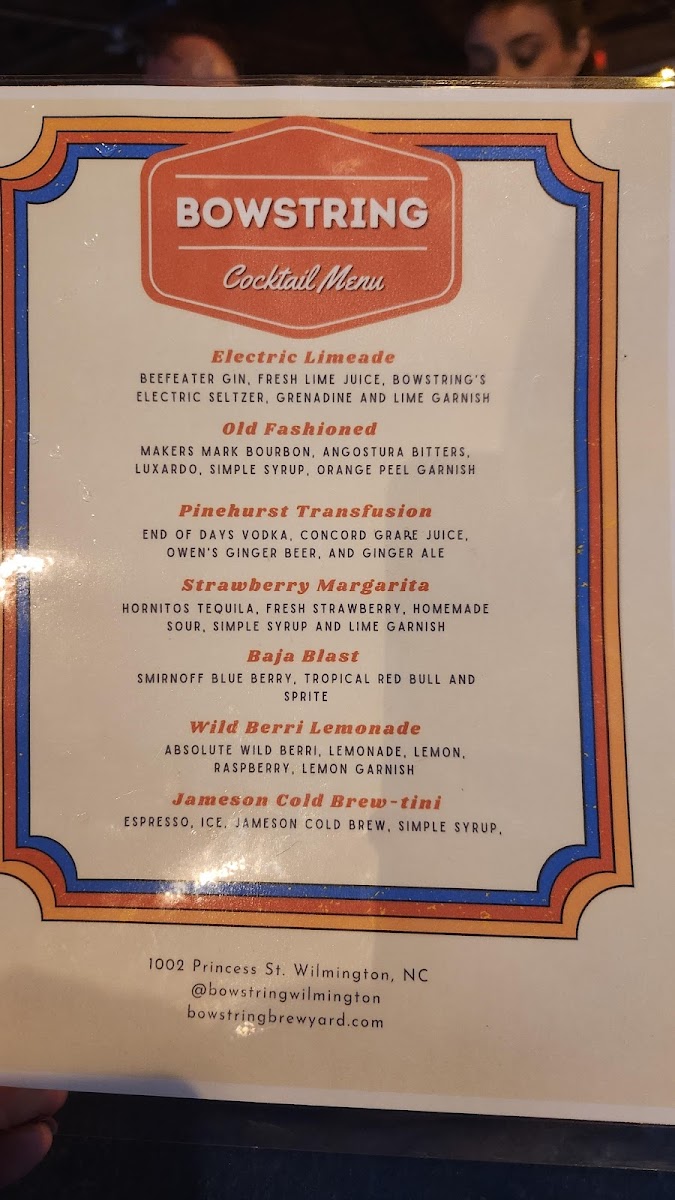 BOWSTRING
Cocktail Menu
Electric Limeade
BEEFEATER GIN, FRESH LIME JUICE, BOWSTRING'S
ELECTRIC SELTZER, GRENADINE AND LIME GARNISH
Old Fashioned
MAKERS MARK BOURBON, ANGOSTURA BITTERS,
LUXARDO, SIMPLE SYRUP, ORANGE PEEL GARNISH
Pinehurst Transfusion
END OF DAYS VODKA, CONCORD GRAPE JUICE,
OWEN'S GINGER BEER, AND GINGER ALE
Strawberry Margarita
HORNITOS TEQUILA, FRESH STRAWBERRY, HOMEMADE
SOUR, SIMPLE SYRUP AND LIME GARNISH
Baja Blast
SMIRNOFF BLUE BERRY, TROPICAL RED BULL AND
SPRITE
Wild Berri Lemonade
ABSOLUTE WILD BERRI, LEMONADE, LEMON,
RASPBERRY, LEMON GARNISH
Jameson Cold Brew-tini
ESPRESSO, ICE, JAMESON COLD BREW, SIMPLE SYRUP,
1002 Princess St. Wilmington, NC
@bowstringwilmington
bowstringbrewyard.com